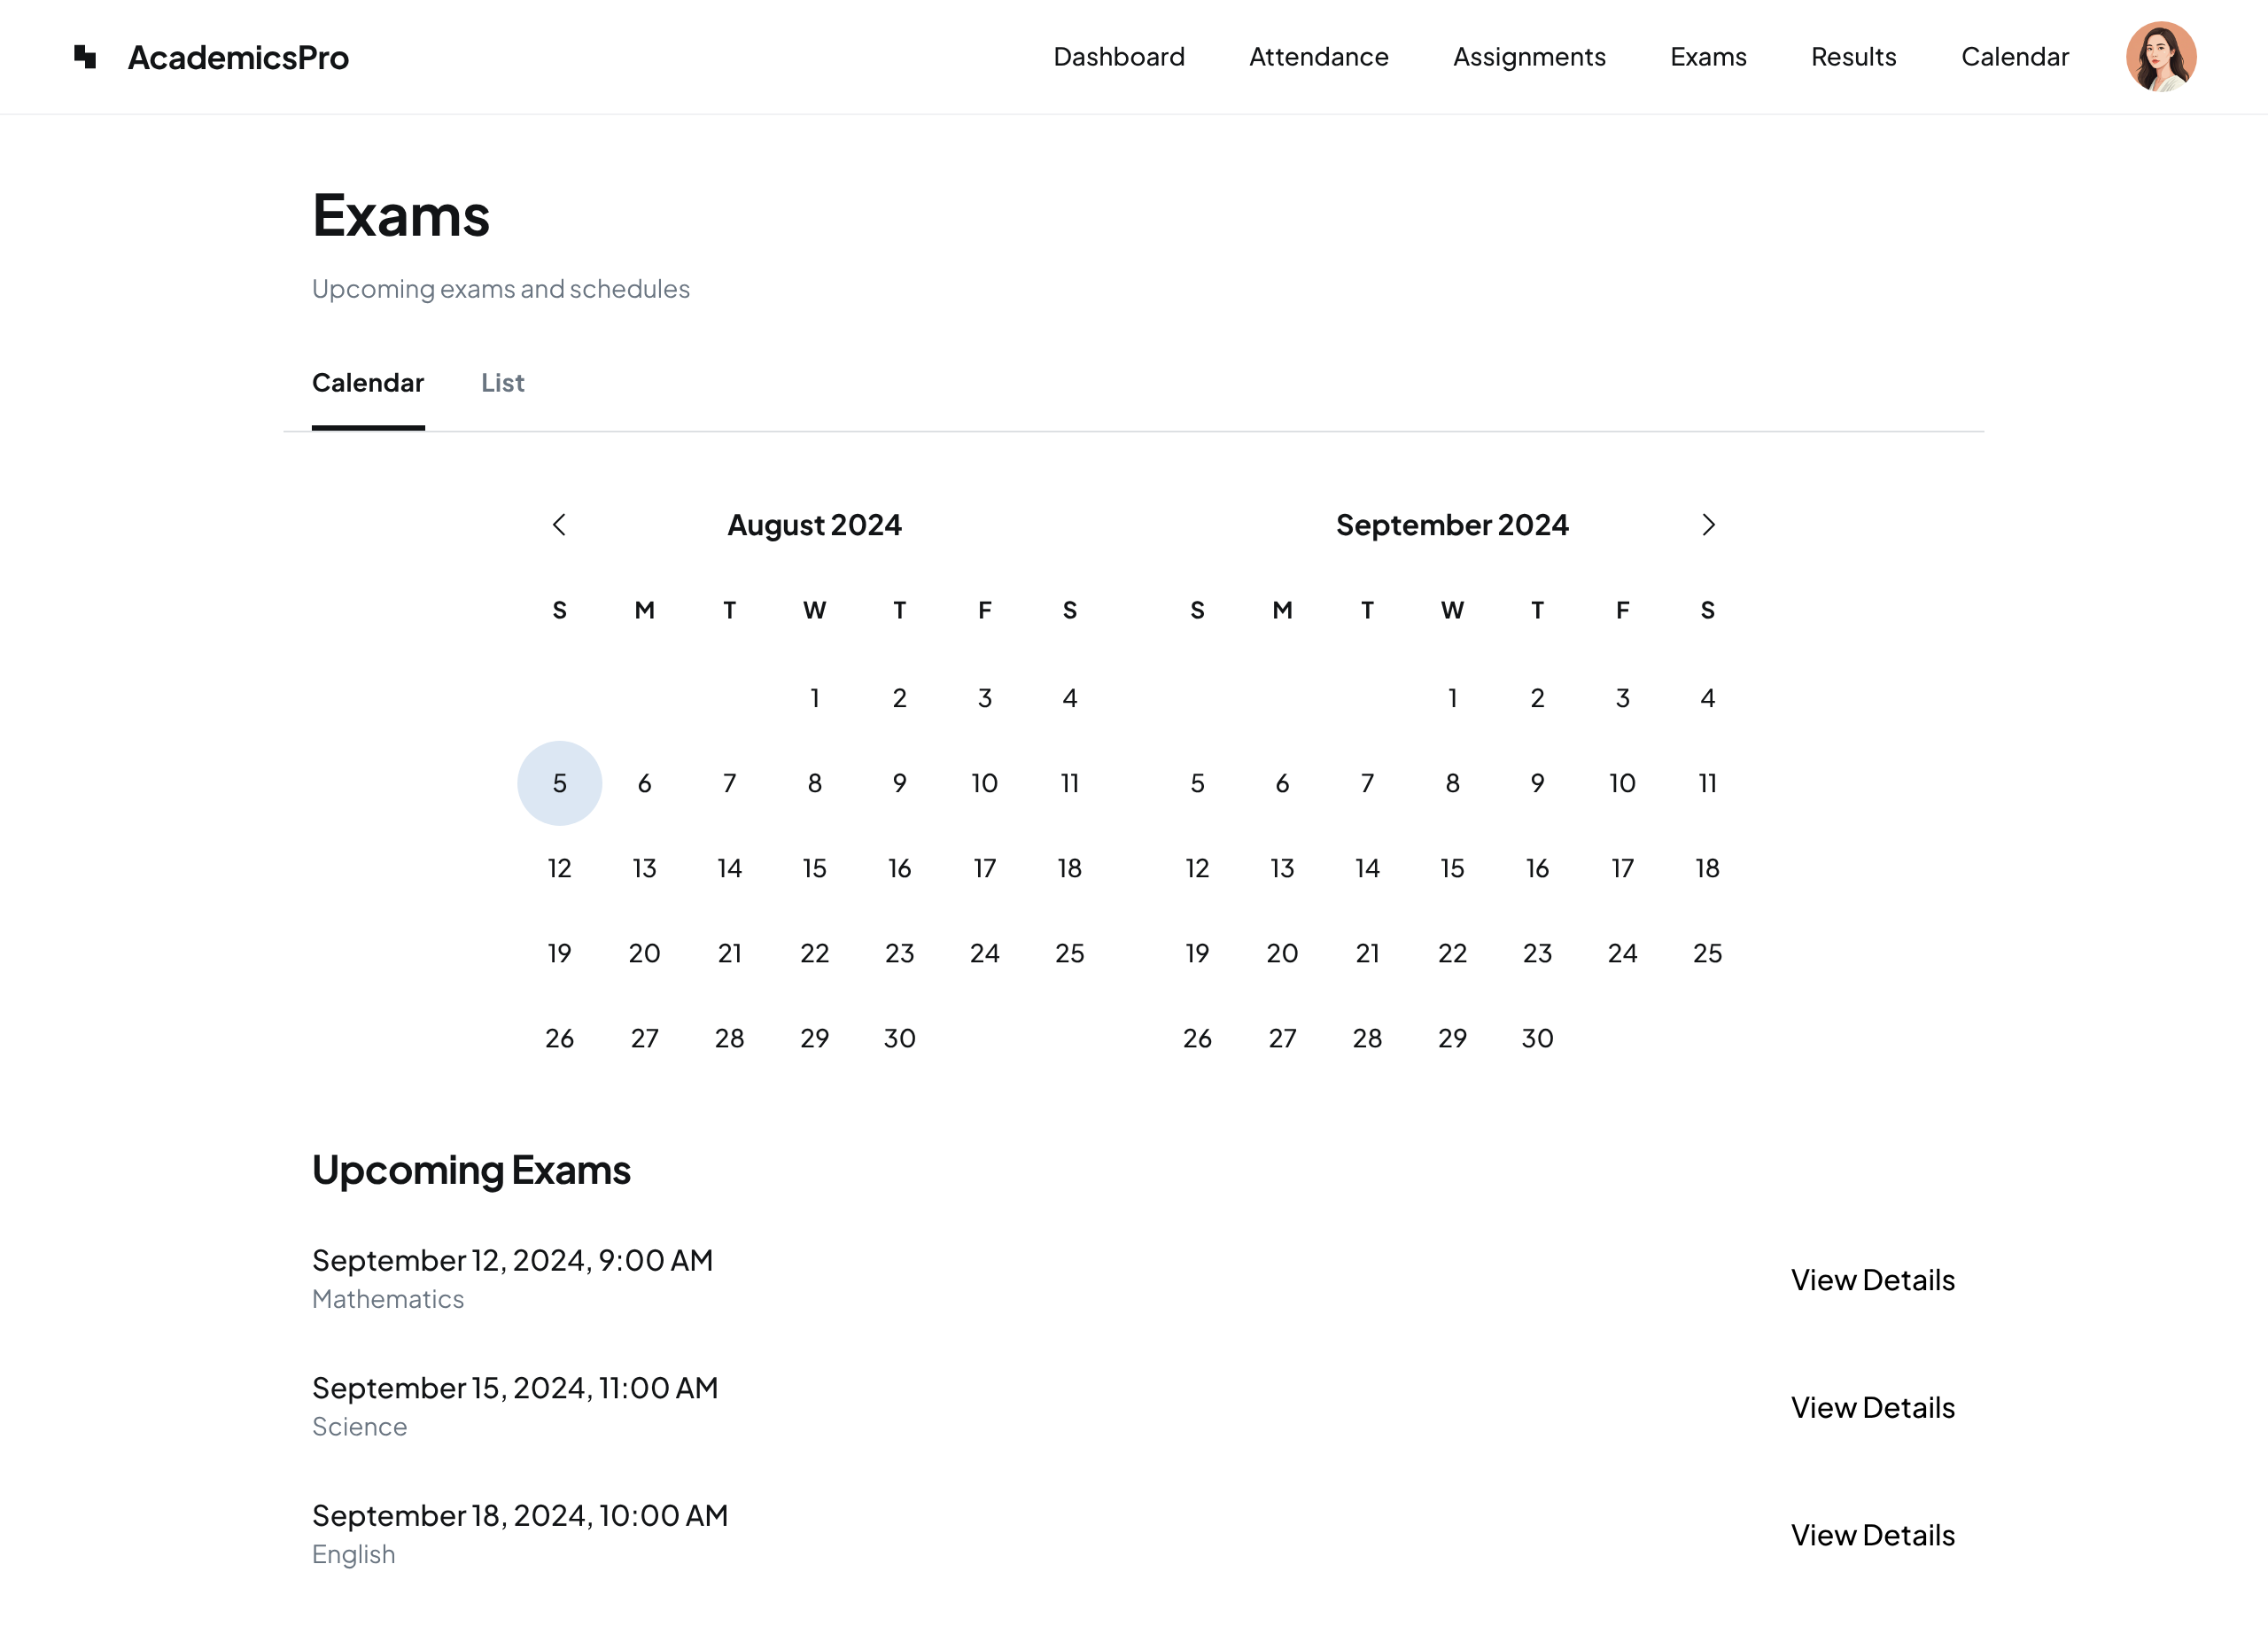 AcademicsPro
Dashboard Attendance Assignments Exams Results Calendar
Exams
Upcoming exams and schedules
Calendar List
August 2024
S M T W T F S
1 2 3 4
5 6 7 8 9 10 11
12 13 14 15 16 17 18
19 20 21 22 23 24 25
26 27 28 29 30
September 2024
S M T W T F S
1 2 3 4
5 6 7 8 9 10 11
12 13 14 15 16 17 18
19 20 21 22 23 24 25
26 27 28 29 30
Upcoming Exams
September 12, 2024, 9:00 AM
Mathematics
View Details
September 15, 2024, 11:00 AM
Science
View Details
September 18, 2024, 10:00 AM
English
View Details